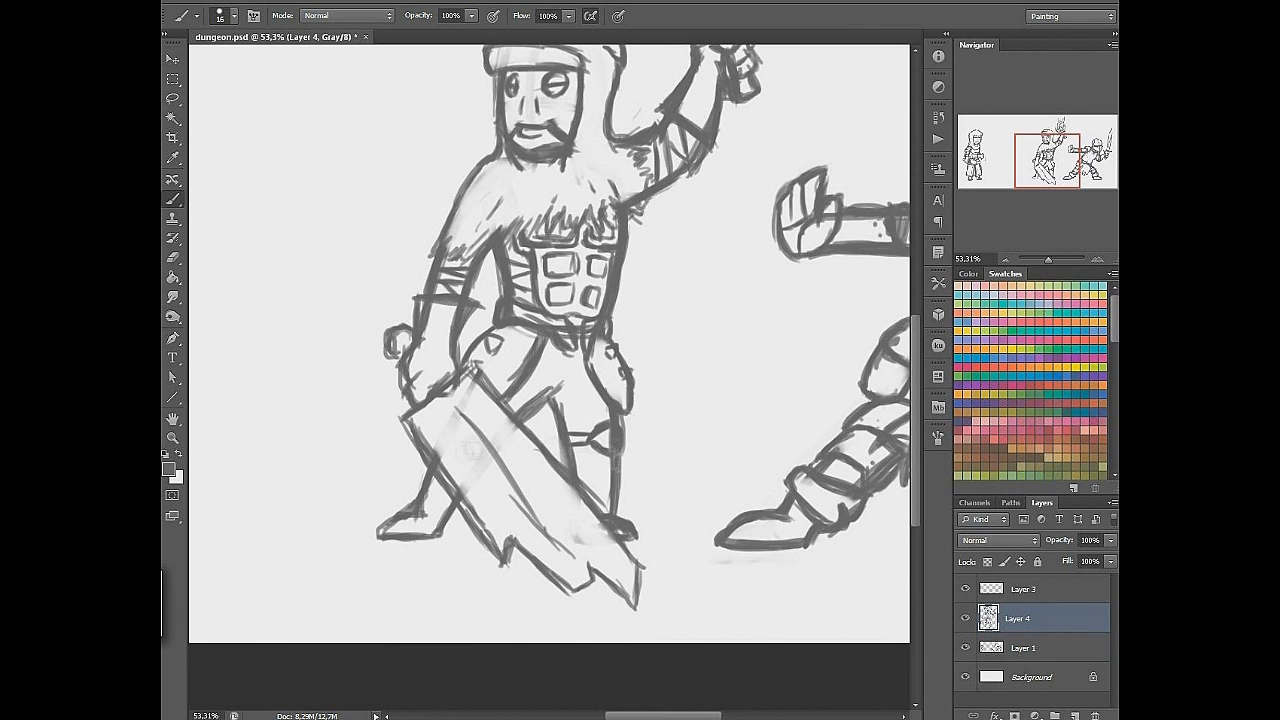 16 Mode: Normal Opacity: 100% Flow: 100% Painting
dungeon.psd @ 53,3% (Layer 4, Gray/8) * ×
Navigator
53.31%
Color Swatches
Channels Paths Layers
Kind
Normal Opacity: 100%
Lock: Fill: 100%
Layer 3
Layer 4
Layer 1
Background
53.31% Doc: 8,29M/12,7M